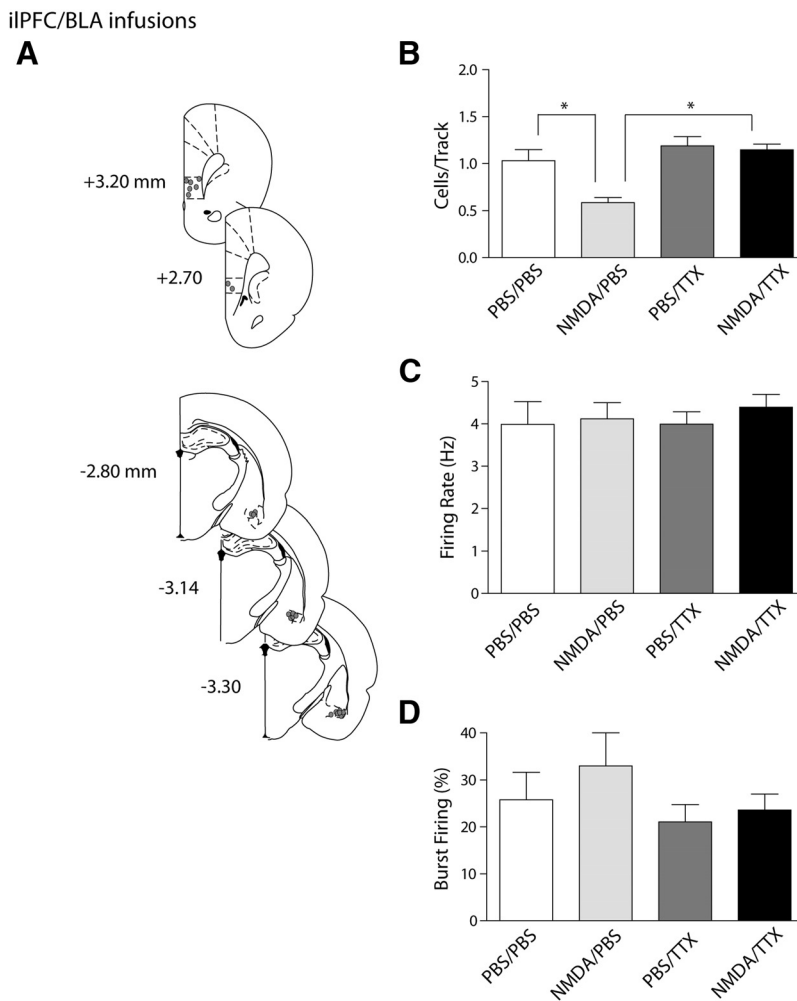 ilPFC/BLA infusions
A
+3.20 mm
+2.70
-2.80 mm
-3.14
-3.30
B
Cells/Track
2.0
1.5
1.0
0.5
0.0
*
*
PBS/PBS
NMDA/PBS
PBS/TTX
NMDA/TTX
C
Firing Rate (Hz)
5
4
3
2
1
0
PBS/PBS
NMDA/PBS
PBS/TTX
NMDA/TTX
D
Burst Firing (%)
40
30
20
10
0
PBS/PBS
NMDA/PBS
PBS/TTX
NMDA/TTX